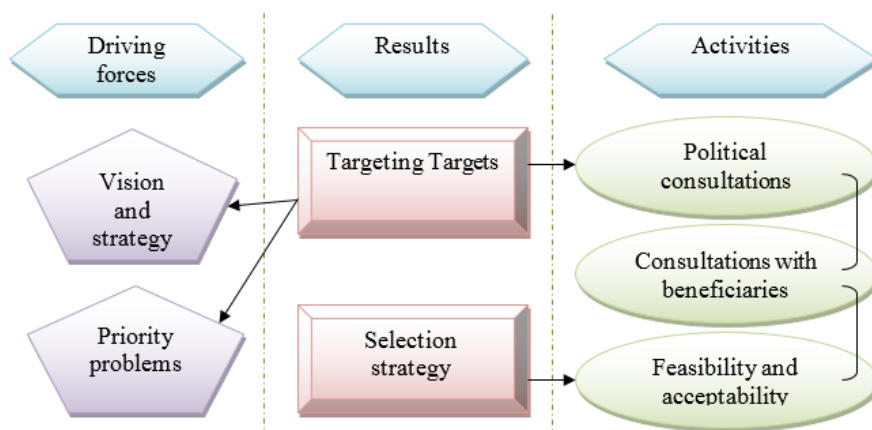 Driving
forces
Results
Activities
Vision
and
strategy
Targeting Targets
Political
consultations
Consultations with
beneficiaries
Priority
problems
Selection
strategy
Feasibility and
acceptability